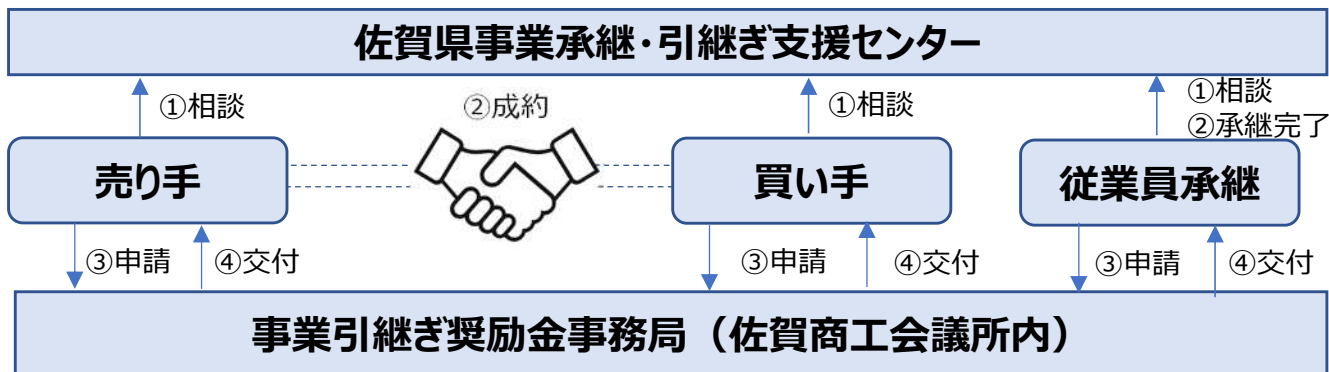 佐賀県事業承継・引継ぎ支援センター
①相談
②成約
①相談
①相談
②承継完了
売り手
買い手
従業員承継
③申請
④交付
③申請
④交付
③申請
④交付
事業引継ぎ奨励金事務局（佐賀商工会議所内）